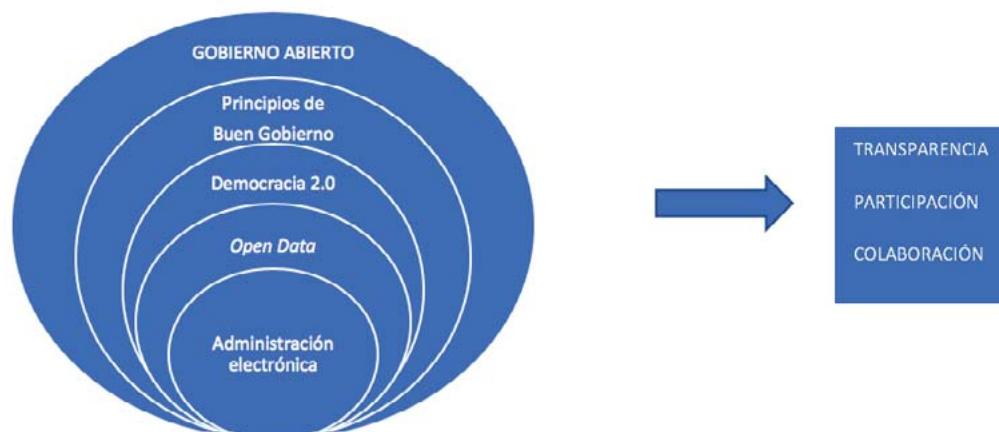 GOBIERNO ABIERTO
Principios de
Buen Gobierno
Democracia 2.0
Open Data
Administración
electrónica
TRANSPARENCIA
PARTICIPACIÓN
COLABORACIÓN